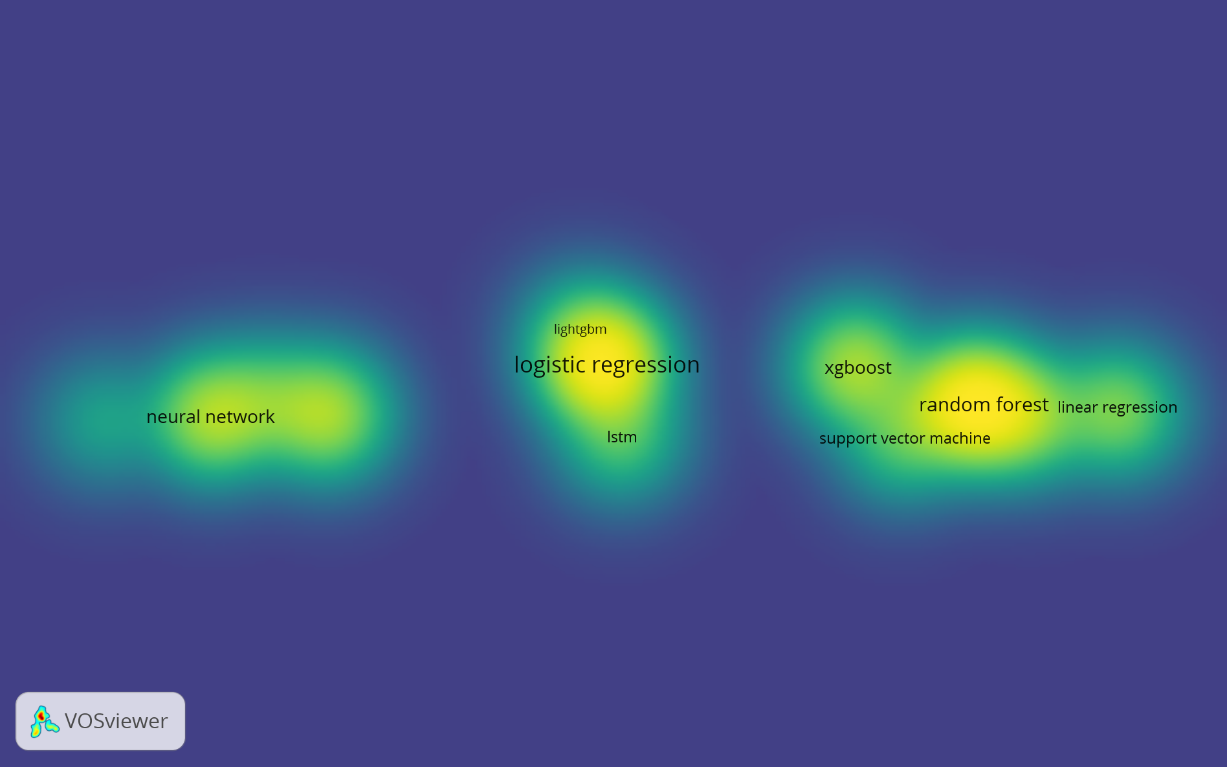 lightgbm
logistic regression
xgboost
random forest
linear regression
neural network
lstm
support vector machine
VOSviewer